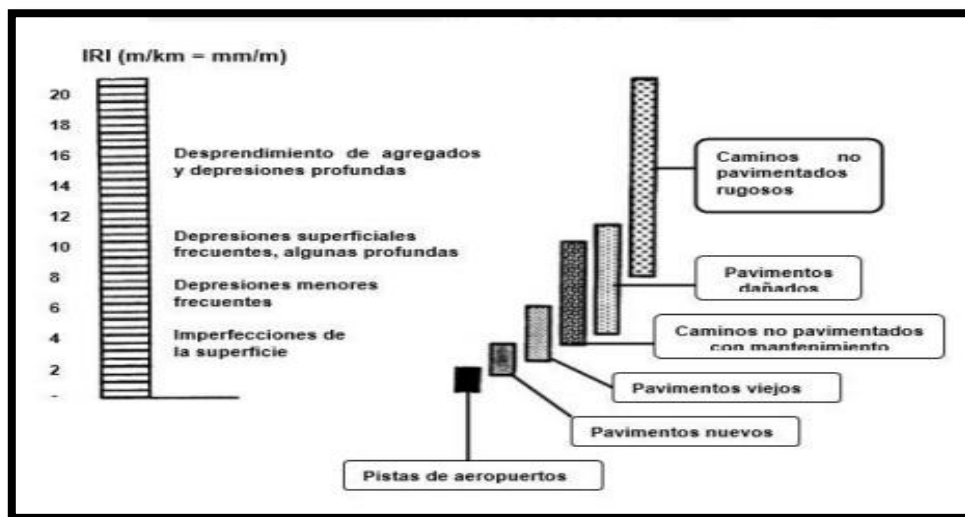 IRI (m/km = mm/m)
20
18
16
14
12
10
8
6
4
2
-
Desprendimiento de agregados
y depresiones profundas
Depresiones superficiales
frecuentes, algunas profundas
Depresiones menores
frecuentes
Imperfecciones de
la superficie
Caminos no
pavimentados
rugosos
Pavimentos
dañados
Caminos no pavimentados
con mantenimiento
Pavimentos viejos
Pavimentos nuevos
Pistas de aeropuertos